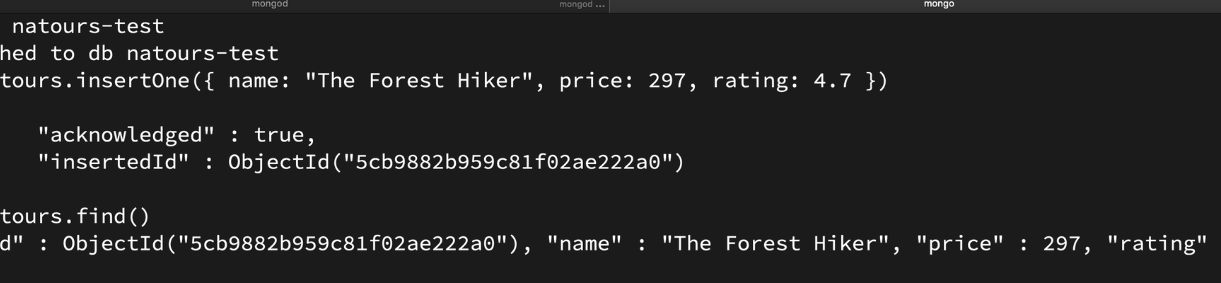 mongod
mongod ...
mongo
natours-test
hed to db natours-test
tours.insertOne({ name: "The Forest Hiker", price: 297, rating: 4.7 })
"acknowledged" : true,
"insertedId" : ObjectId("5cb9882b959c81f02ae222a0")
tours.find()
d" : ObjectId("5cb9882b959c81f02ae222a0"), "name" : "The Forest Hiker", "price" : 297, "rating"